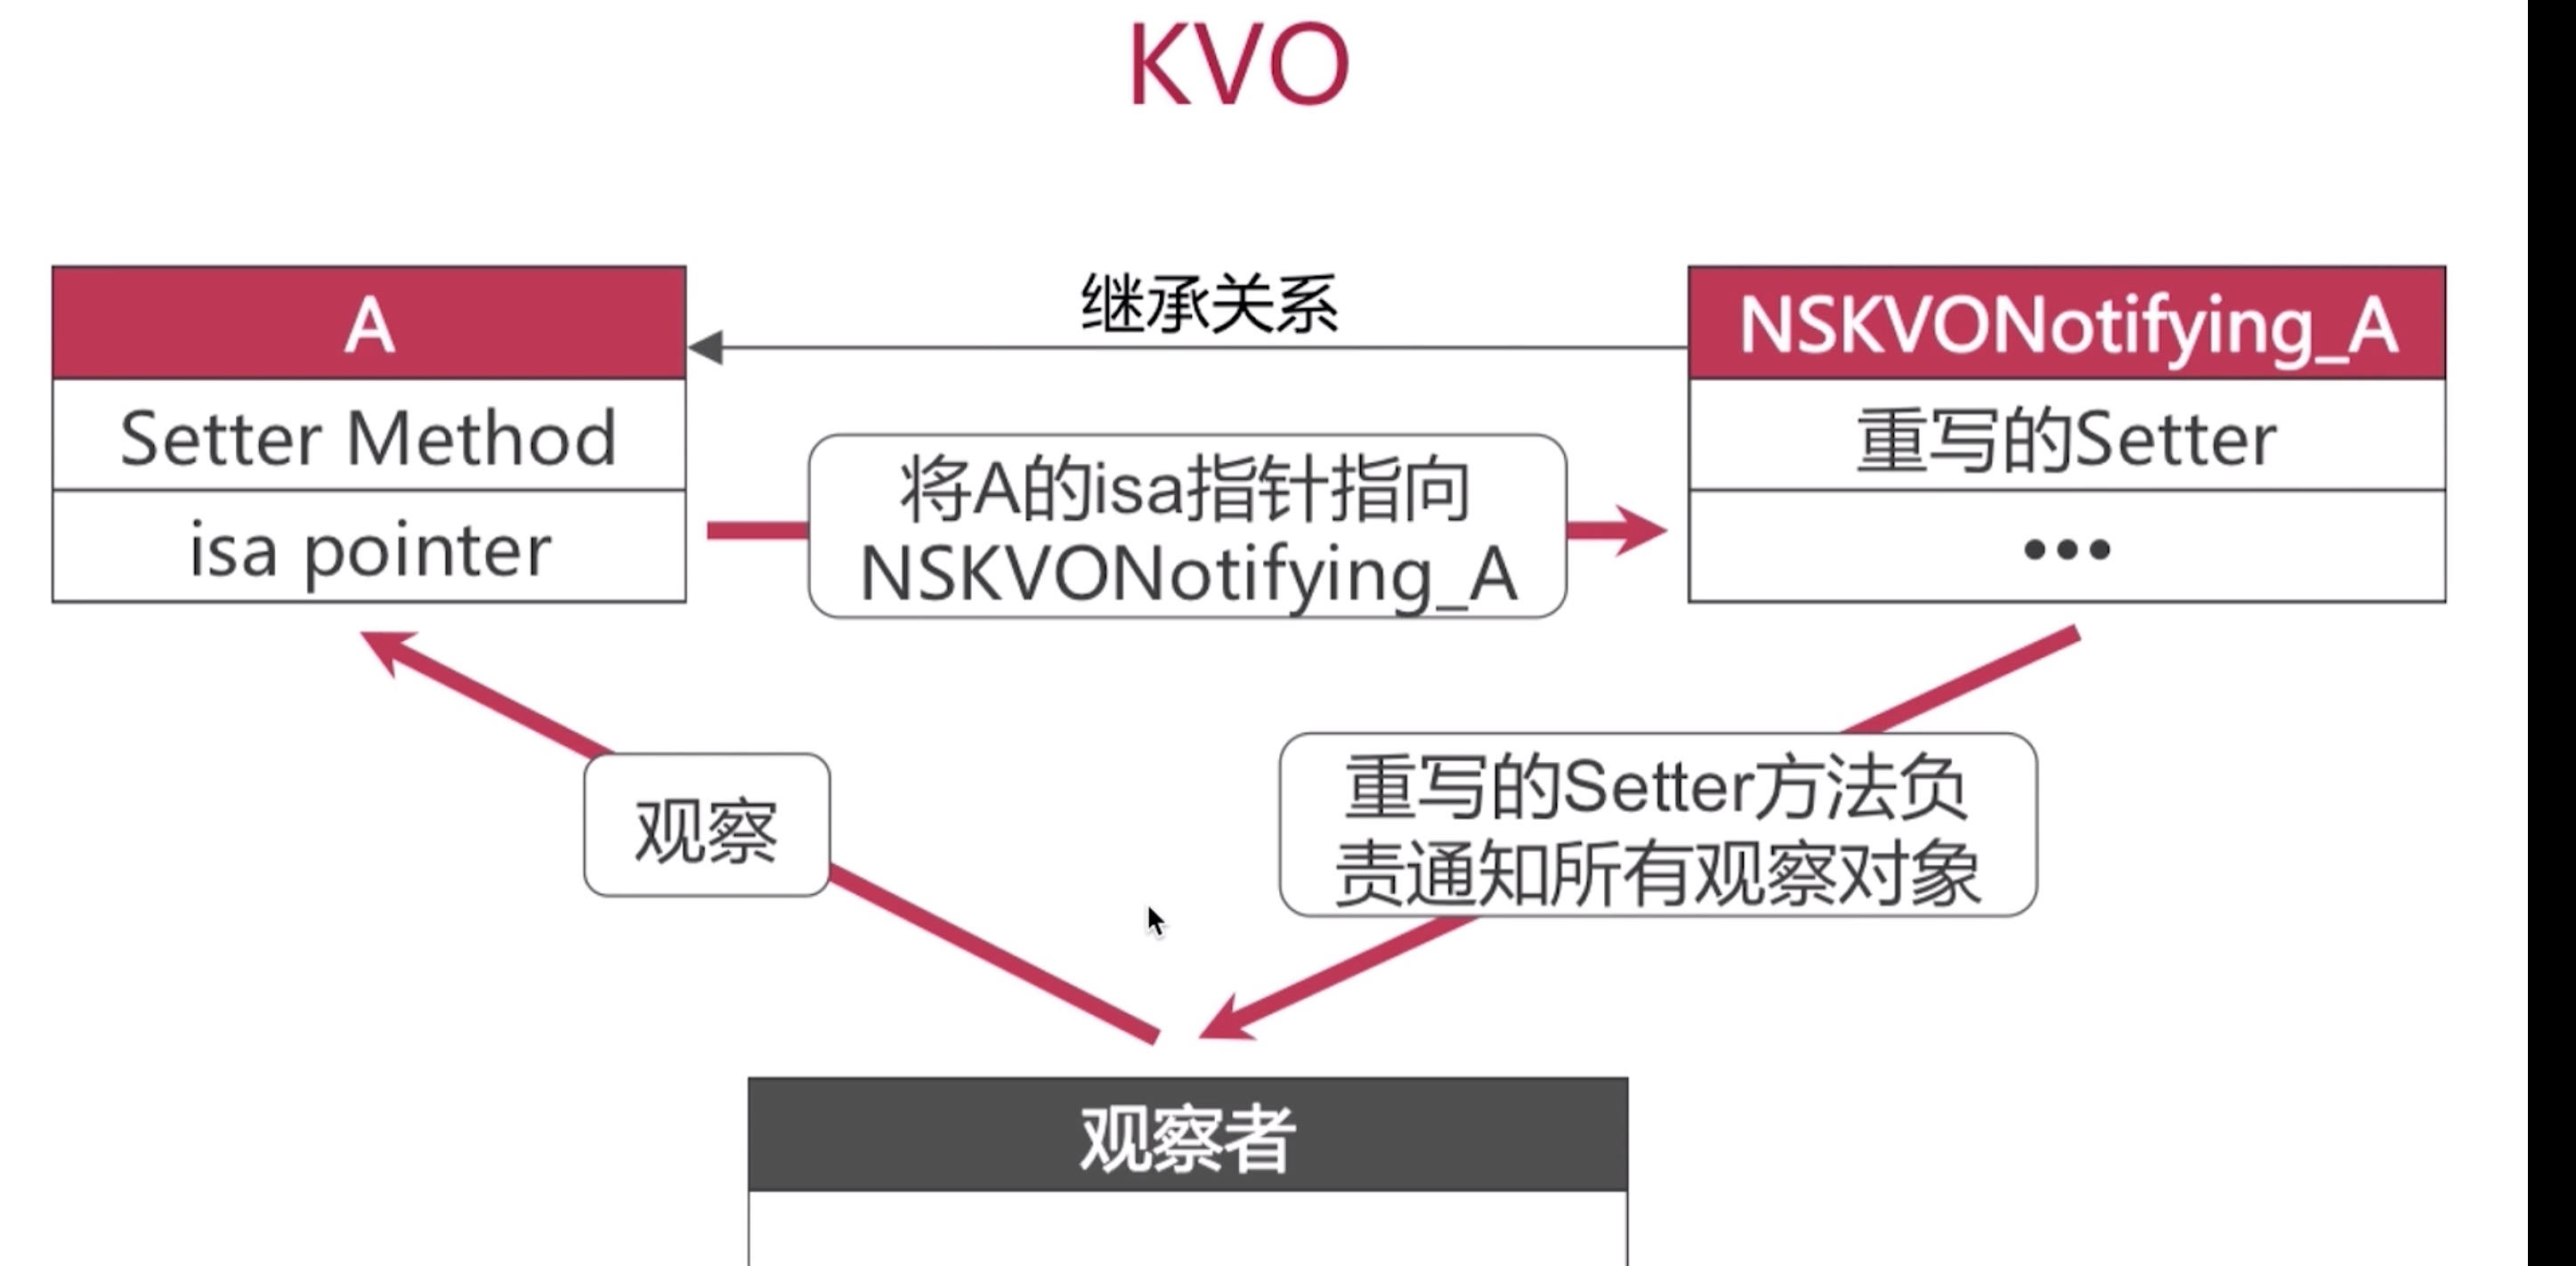 KVO
继承关系
A
Setter Method
isa pointer
将A的isa指针指向
NSKVONotifying_A
NSKVONotifying_A
重写的Setter
•••
观察
重写的Setter方法负
责通知所有观察对象
观察者